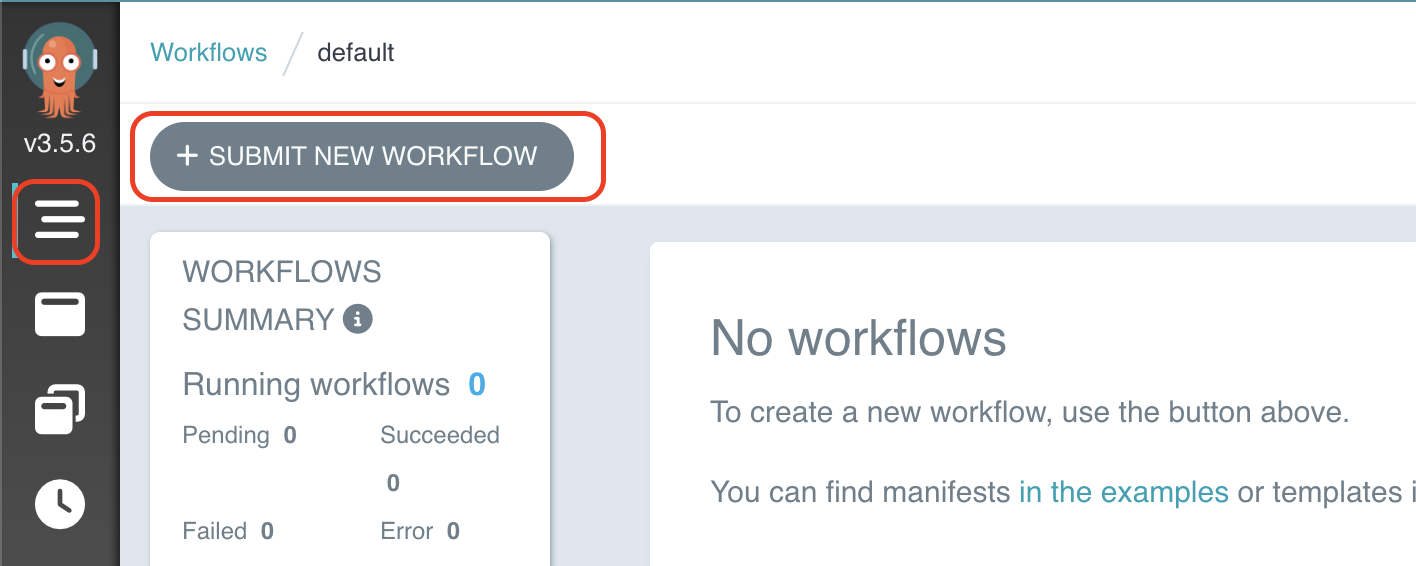 v3.5.6
Workflows / default
+ SUBMIT NEW WORKFLOW
WORKFLOWS
SUMMARY
Running workflows 0
Pending 0 Succeeded
0
Failed 0 Error 0
No workflows
To create a new workflow, use the button above.
You can find manifests in the examples or templates